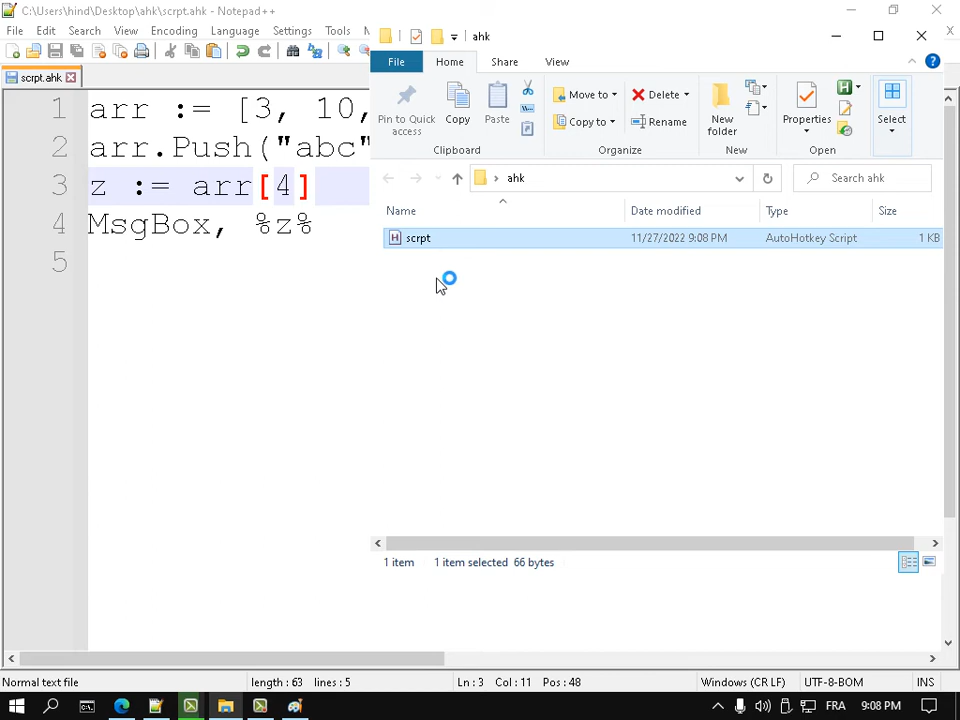 C:\Users\hind\Desktop\ahk\scrpt.ahk - Notepad++
File Edit Search View Encoding Language Settings Tools
scrpt.ahk
1 arr := [3, 10,
2 arr.Push("abc"
3 z := arr[4]
4 MsgBox, %z%
5
ahk
File Home Share View
Pin to Quick access
Copy
Paste
Clipboard
Move to
Copy to
Delete
Rename
Organize
New folder
New
Properties
Open
Select
ahk
Search ahk
Name Date modified Type Size
scrpt 11/27/2022 9:08 PM AutoHotkey Script 1 KB
1 item 1 item selected 66 bytes
Normal text file length : 63 lines : 5 Ln : 3 Col : 11 Pos : 48 Windows (CR LF) UTF-8-BOM INS
FRA 9:08 PM